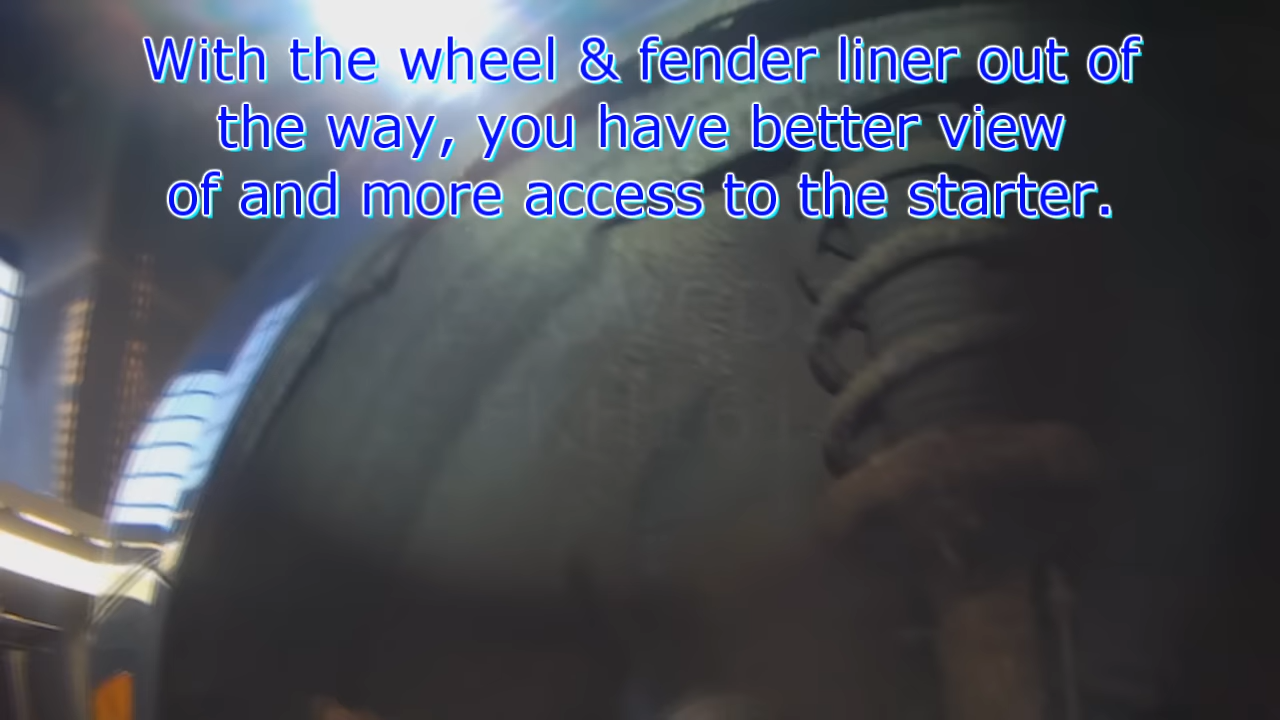 With the wheel & fender liner out of
the way, you have better view
of and more access to the starter.